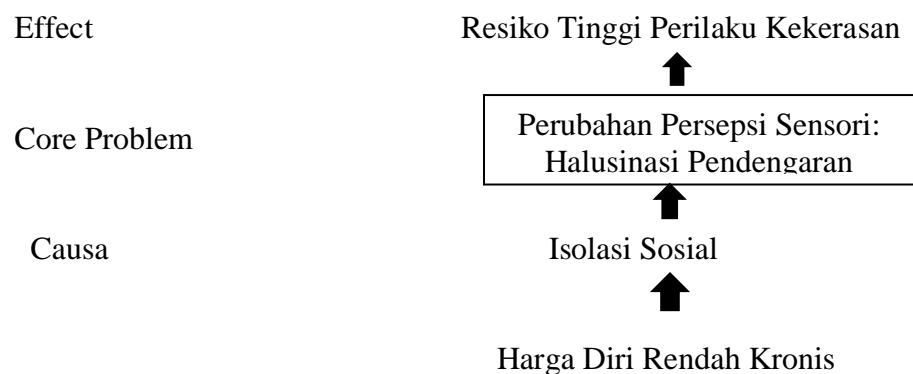 Effect Resiko Tinggi Perilaku Kekerasan
Core Problem Perubahan Persepsi Sensori:
Halusinasi Pendengaran
Causa Isolasi Sosial
Harga Diri Rendah Kronis